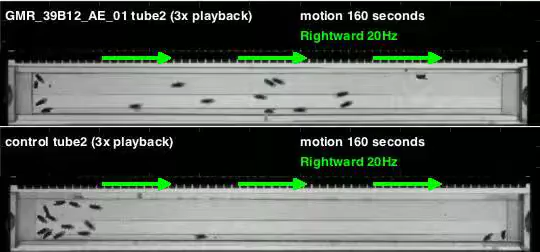 GMR_39B12_AE_01 tube2 (3x playback)
motion 160 seconds
Rightward 20Hz
control tube2 (3x playback)
motion 160 seconds
Rightward 20Hz